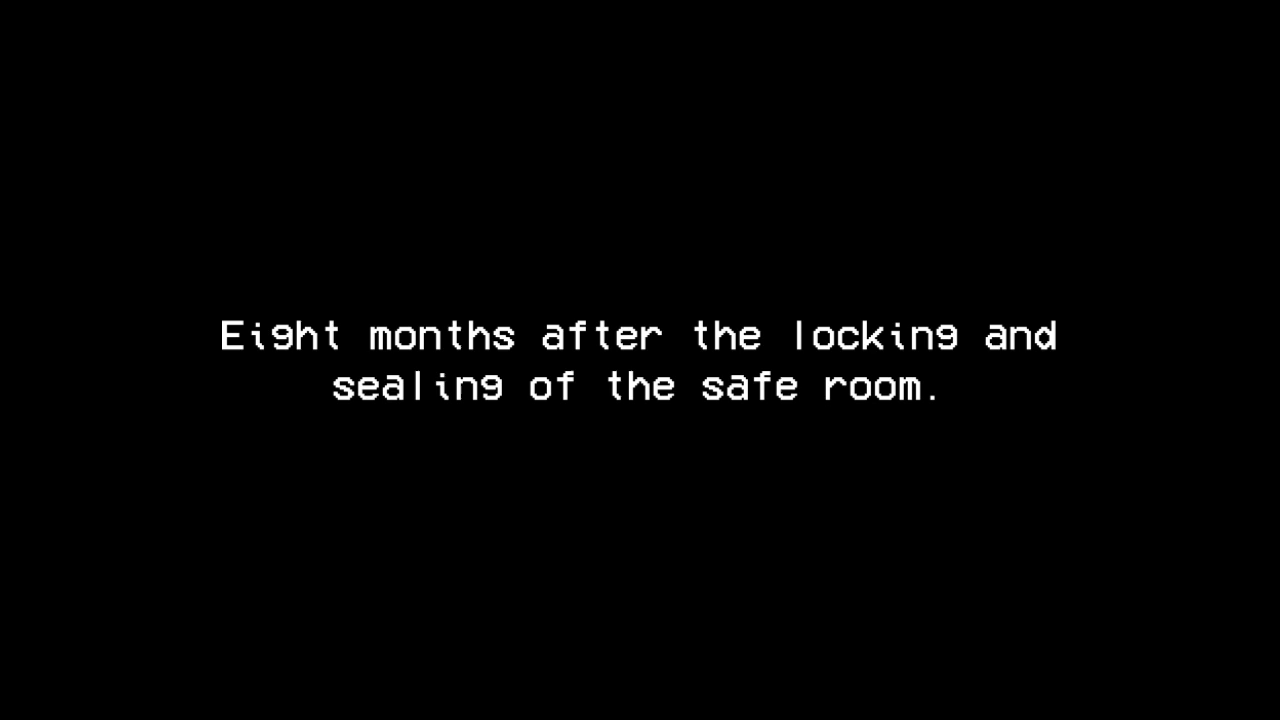 Eight months after the locking and
sealing of the safe room.